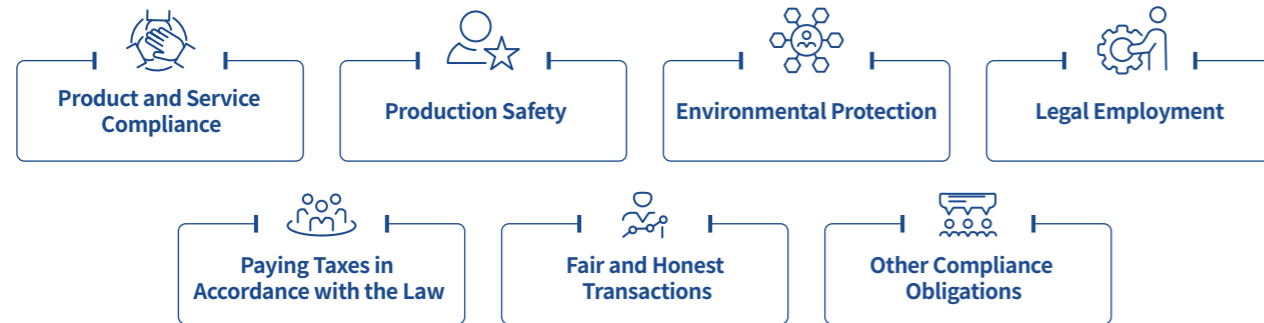 Product and Service
Compliance
Production Safety
Environmental Protection
Legal Employment
Paying Taxes in
Accordance with the Law
Fair and Honest
Transactions
Other Compliance
Obligations